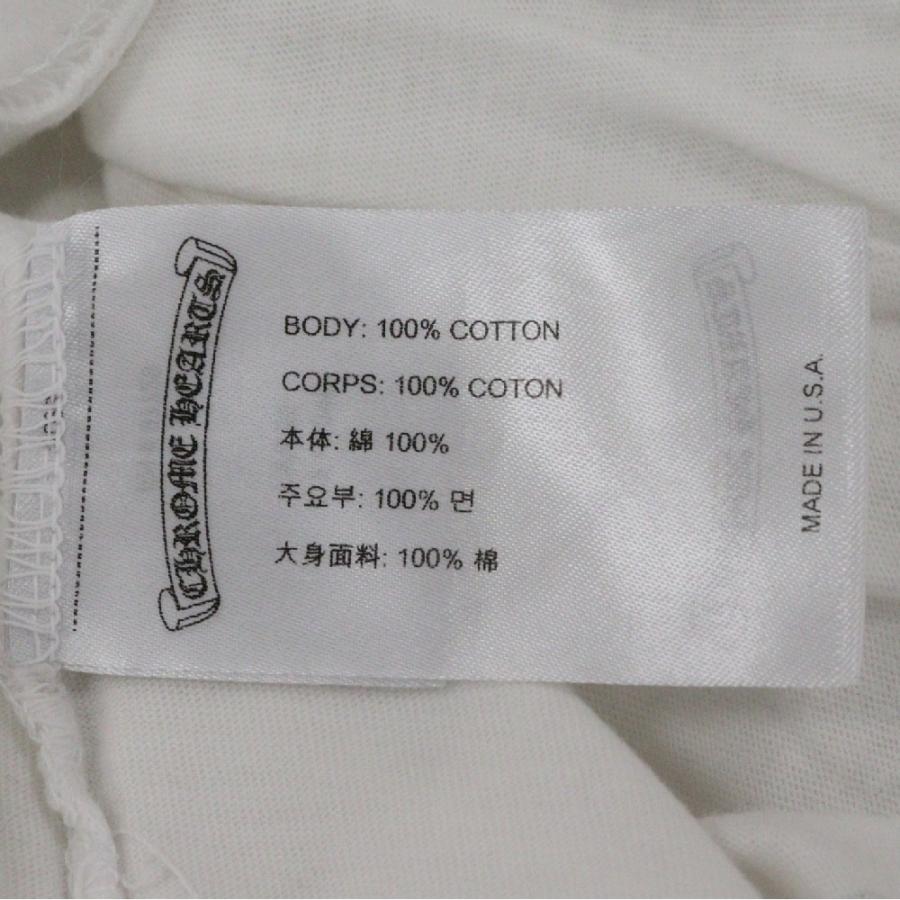 CHROME HEARTS
BODY: 100% COTTON
CORPS: 100% COTON
本体: 綿 100%
주요부: 100% 면
大身面料: 100% 棉
MADE IN U.S.A.